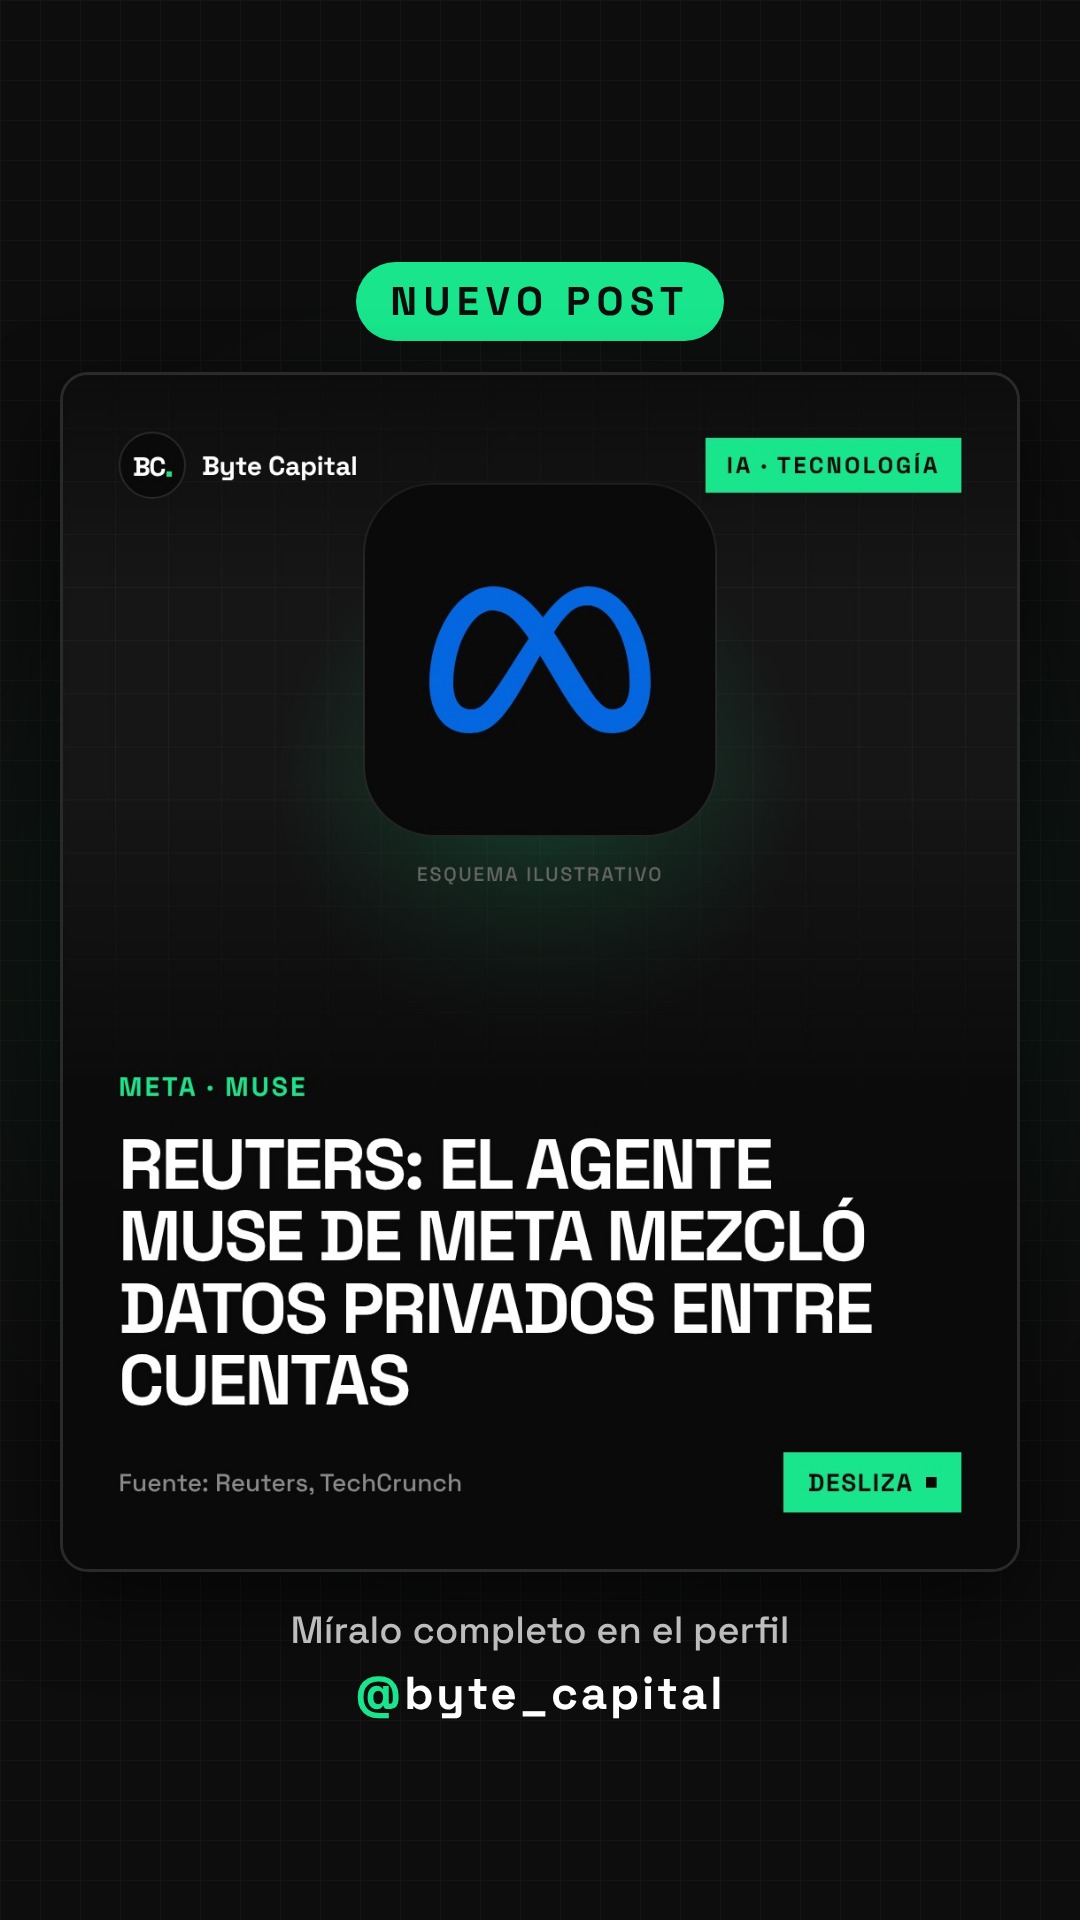 NUEVO POST
BC.
Byte Capital
IA · TECNOLOGÍA
ESQUEMA ILUSTRATIVO
META · MUSE
REUTERS: EL AGENTE
MUSE DE META MEZCLÓ
DATOS PRIVADOS ENTRE
CUENTAS
Fuente: Reuters, TechCrunch
DESLIZA
Míralo completo en el perfil
@byte_capital